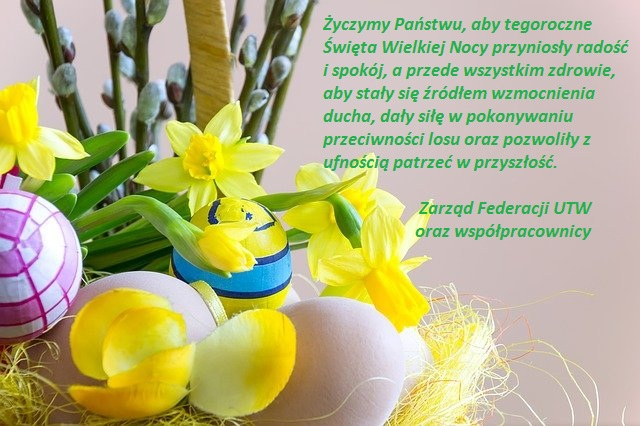 Życzymy Państwu, aby tegoroczne
Święta Wielkiej Nocy przyniosły radość
i spokój, a przede wszystkim zdrowie,
aby stały się źródłem wzmocnienia
ducha, dały siłę w pokonywaniu
przeciwności losu oraz pozwoliły z
ufnością patrzeć w przyszłość.
Zarząd Federacji UTW
oraz współpracownicy